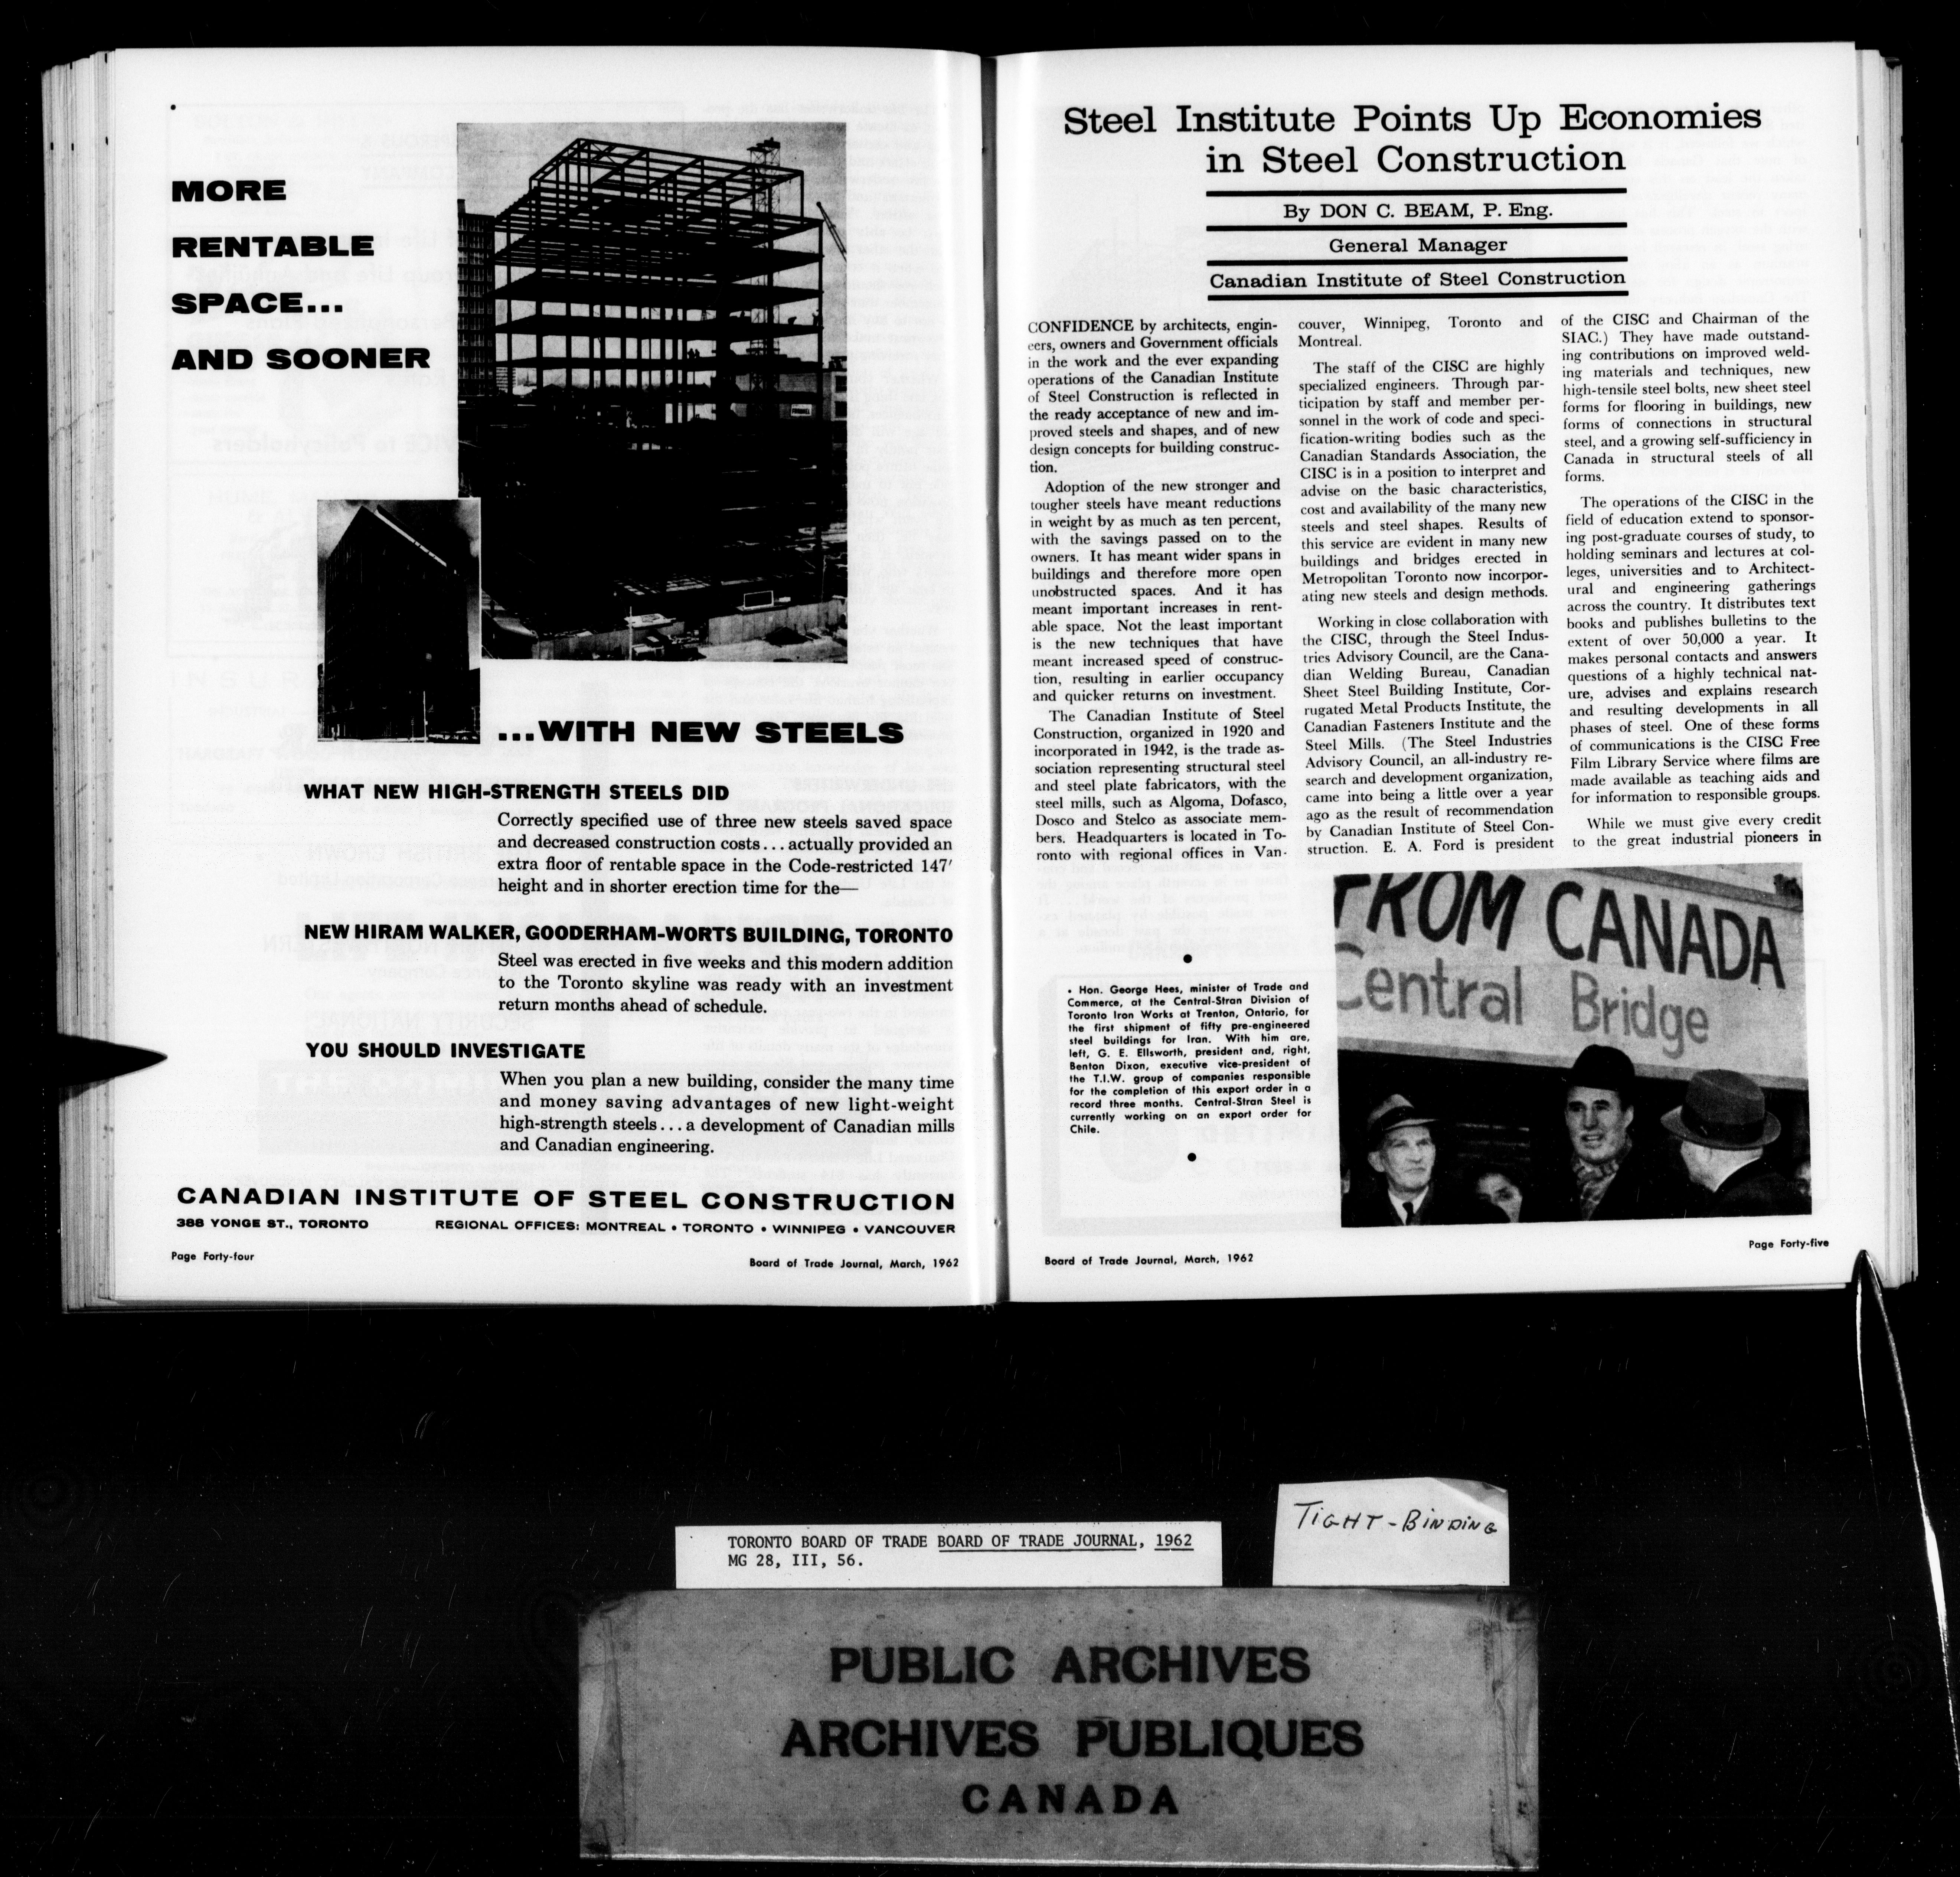 MORE
RENTABLE
SPACE...
AND SOONER
...WITH NEW STEELS
WHAT NEW HIGH-STRENGTH STEELS DID
Correctly specified use of three new steels saved space
and decreased construction costs... actually provided an
extra floor of rentable space in the Code-restricted 147′
height and in shorter erection time for the—
NEW HIRAM WALKER, GOODERHAM-WORTS BUILDING, TORONTO
Steel was erected in five weeks and this modern addition
to the Toronto skyline was ready with an investment
return months ahead of schedule.
YOU SHOULD INVESTIGATE
When you plan a new building, consider the many time
and money saving advantages of new light-weight
high-strength steels... a development of Canadian mills
and Canadian engineering.
CANADIAN INSTITUTE OF STEEL CONSTRUCTION
388 YONGE ST., TORONTO REGIONAL OFFICES: MONTREAL • TORONTO • WINNIPEG • VANCOUVER
Page Forty-four
Board of Trade Journal, March, 1962
Steel Institute Points Up Economies
in Steel Construction
By DON C. BEAM, P. Eng.
General Manager
Canadian Institute of Steel Construction
CONFIDENCE by architects, engin-
eers, owners and Government officials
in the work and the ever expanding
operations of the Canadian Institute
of Steel Construction is reflected in
the ready acceptance of new and im-
proved steels and shapes, and of new
design concepts for building construc-
tion.
Adoption of the new stronger and
tougher steels have meant reductions
in weight by as much as ten percent,
with the savings passed on to the
owners. It has meant wider spans in
buildings and therefore more open
unobstructed spaces. And it has
meant important increases in rent-
able space. Not the least important
is the new techniques that have
meant increased speed of construc-
tion, resulting in earlier occupancy
and quicker returns on investment.
The Canadian Institute of Steel
Construction, organized in 1920 and
incorporated in 1942, is the trade as-
sociation representing structural steel
and steel plate fabricators, with the
steel mills, such as Algoma, Dofasco,
Dosco and Stelco as associate mem-
bers. Headquarters is located in To-
ronto with regional offices in Van-
couver, Winnipeg, Toronto and
Montreal.
The staff of the CISC are highly
specialized engineers. Through par-
ticipation by staff and member per-
sonnel in the work of code and speci-
fication-writing bodies such as the
Canadian Standards Association, the
CISC is in a position to interpret and
advise on the basic characteristics,
cost and availability of the many new
steels and steel shapes. Results of
this service are evident in many new
buildings and bridges erected in
Metropolitan Toronto now incorpor-
ating new steels and design methods.
Working in close collaboration with
the CISC, through the Steel Indus-
tries Advisory Council, are the Cana-
dian Welding Bureau, Canadian
Sheet Steel Building Institute, Cor-
rugated Metal Products Institute, the
Canadian Fasteners Institute and the
Steel Mills. (The Steel Industries
Advisory Council, an all-industry re-
search and development organization,
came into being a little over a year
ago as the result of recommendation
by Canadian Institute of Steel Con-
struction. E. A. Ford is president
of the CISC and Chairman of the
SIAC.) They have made outstand-
ing contributions on improved weld-
ing materials and techniques, new
high-tensile steel bolts, new sheet steel
forms for flooring in buildings, new
forms of connections in structural
steel, and a growing self-sufficiency in
Canada in structural steels of all
forms.
The operations of the CISC in the
field of education extend to sponsor-
ing post-graduate courses of study, to
holding seminars and lectures at col-
leges, universities and to Architect-
ural and engineering gatherings
across the country. It distributes text
books and publishes bulletins to the
extent of over 50,000 a year. It
makes personal contacts and answers
questions of a highly technical nat-
ure, advises and explains research
and resulting developments in all
phases of steel. One of these forms
of communications is the CISC Free
Film Library Service where films are
made available as teaching aids and
for information to responsible groups.
While we must give every credit
to the great industrial pioneers in
• Hon. George Hees, minister of Trade and
Commerce, at the Central-Stran Division of
Toronto Iron Works at Trenton, Ontario, for
the first shipment of fifty pre-engineered
steel buildings for Iran. With him are,
left, G. E. Ellsworth, president and, right,
Benton Dixon, executive vice-president of
the T.I.W. group of companies responsible
for the completion of this export order in a
record three months. Central-Stran Steel is
currently working on an export order for
Chile.
FROM CANADA
Central Bridge
Board of Trade Journal, March, 1962
Page Forty-five
TORONTO BOARD OF TRADE BOARD OF TRADE JOURNAL, 1962
MG 28, III, 56.
TIGHT-BINDING
PUBLIC ARCHIVES
ARCHIVES PUBLIQUES
CANADA